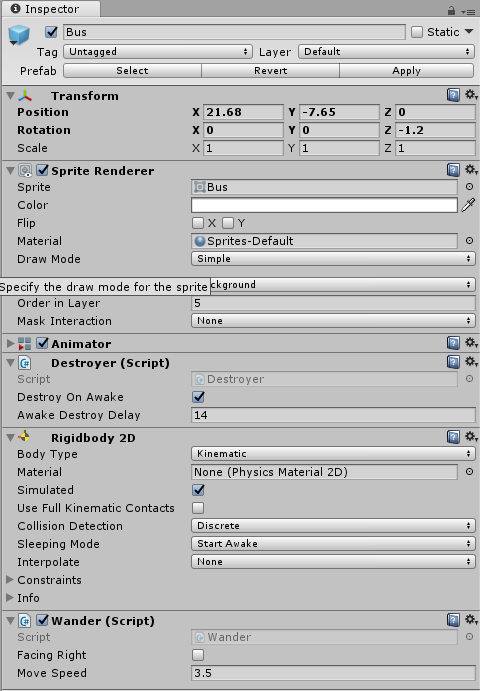 Inspector
Bus Static
Tag Untagged Layer Default
Prefab Select Revert Apply
Transform
Position X 21.68 Y -7.65 Z 0
Rotation X 0 Y 0 Z -1.2
Scale X 1 Y 1 Z 1
Sprite Renderer
Sprite Bus
Color
Flip X Y
Material Sprites-Default
Draw Mode Simple
Specify the draw mode for the sprite ckground
Order in Layer 5
Mask Interaction None
Animator
Destroyer (Script)
Script Destroyer
Destroy On Awake
Awake Destroy Delay 14
Rigidbody 2D
Body Type Kinematic
Material None (Physics Material 2D)
Simulated
Use Full Kinematic Contacts
Collision Detection Discrete
Sleeping Mode Start Awake
Interpolate None
Constraints
Info
Wander (Script)
Script Wander
Facing Right
Move Speed 3.5